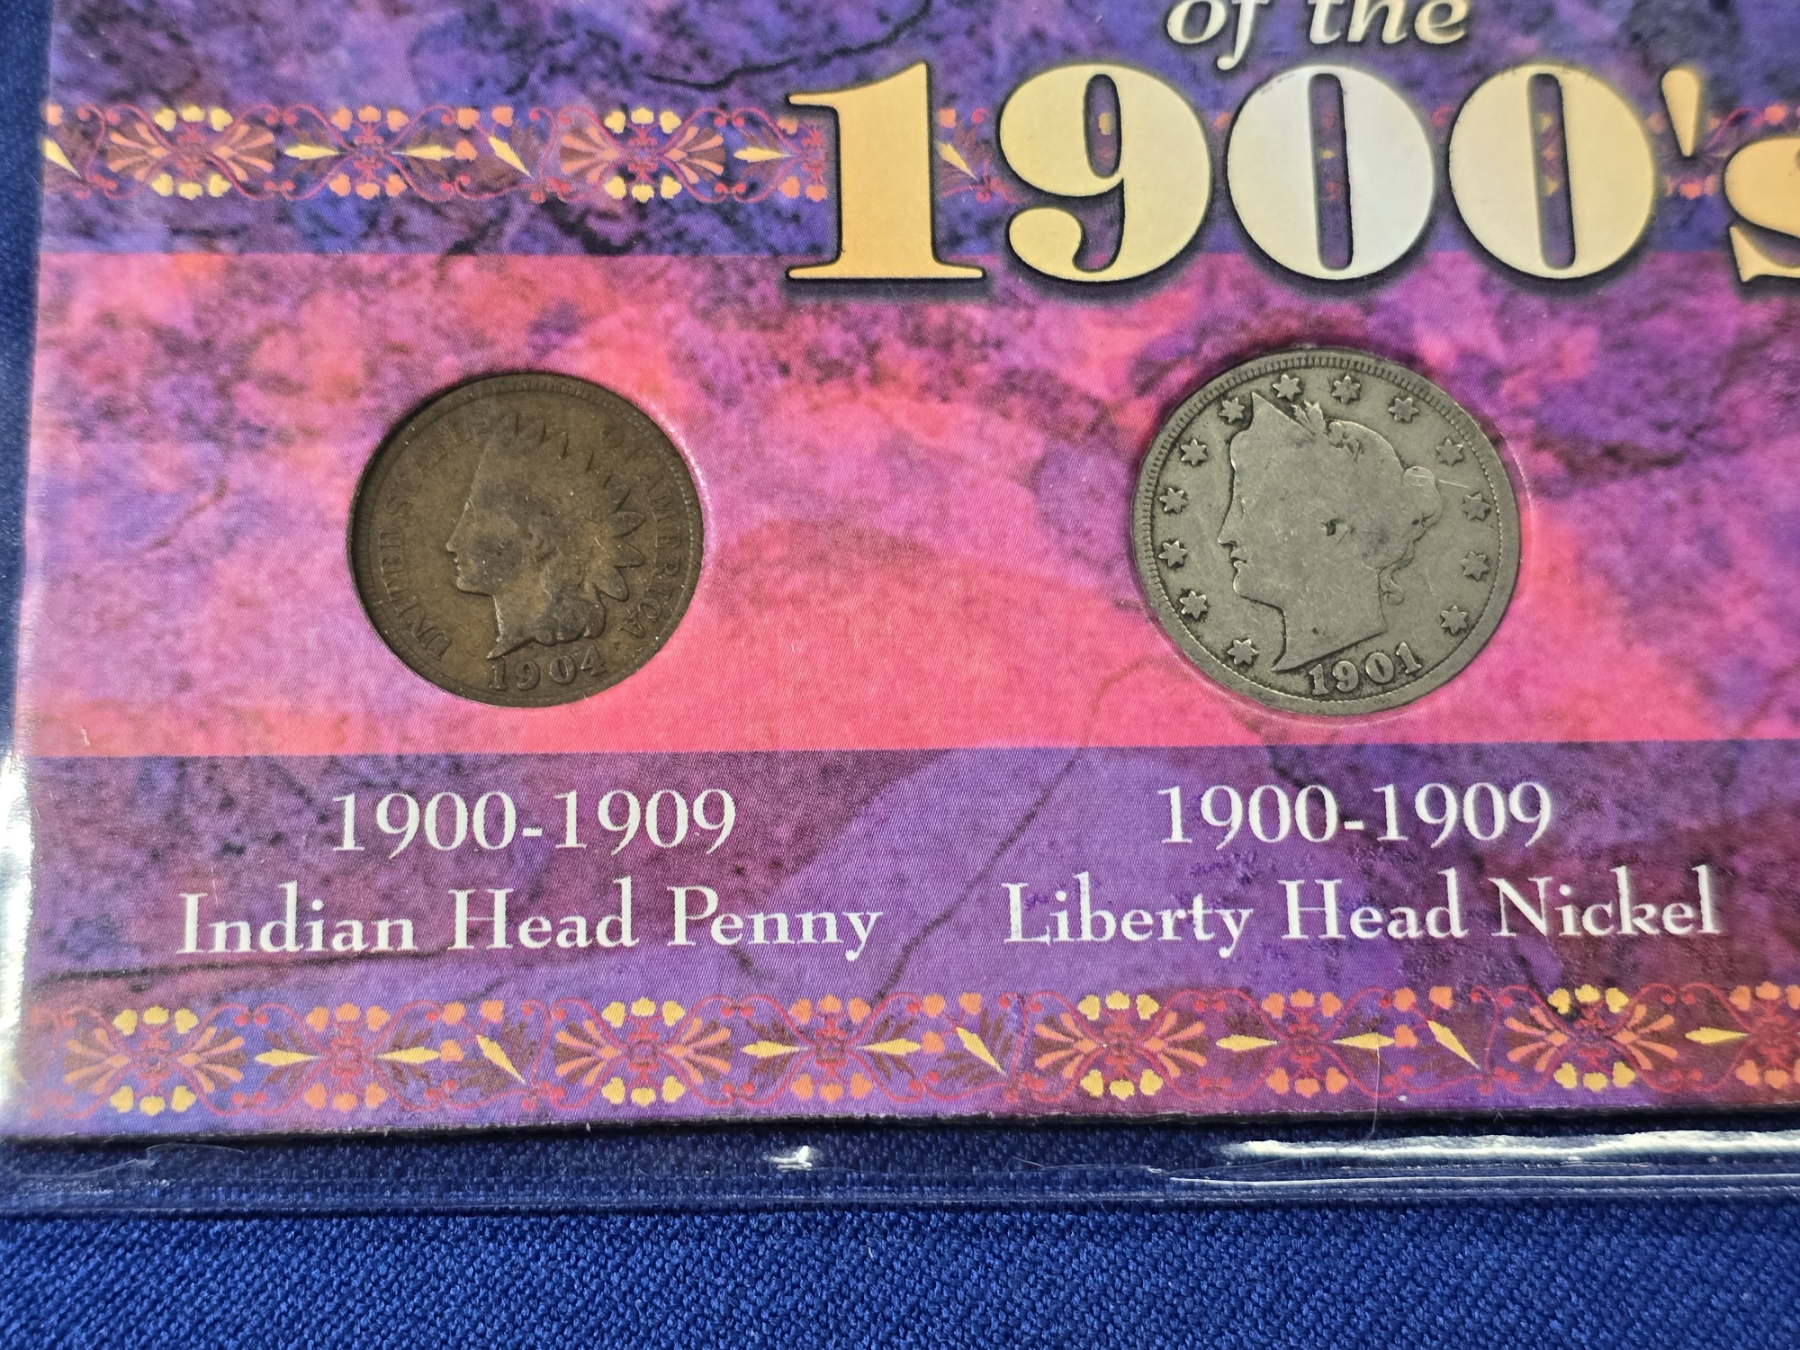 of the
1900's
UNITED STATES OF AMERICA
1904
1901
1900-1909
Indian Head Penny
1900-1909
Liberty Head Nickel